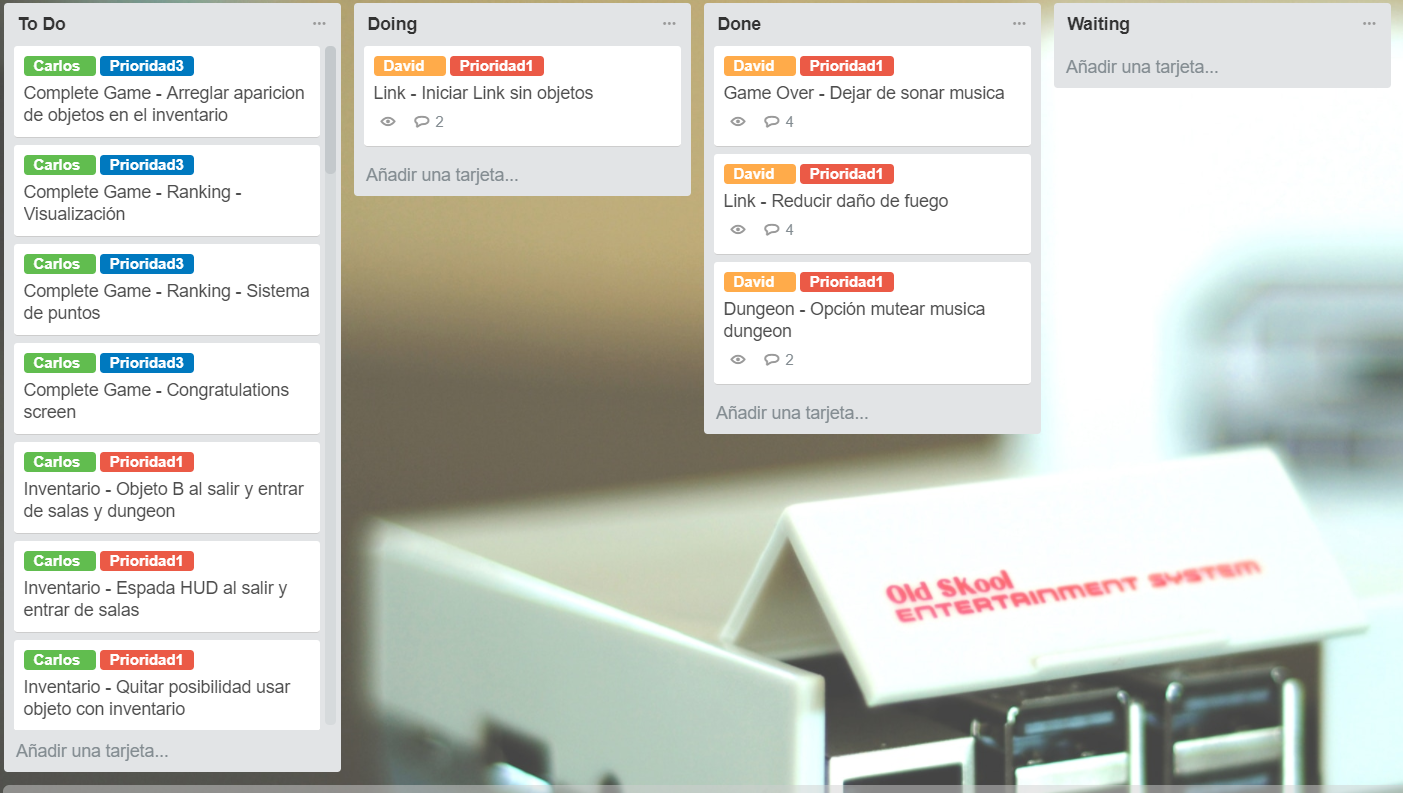 To Do
Carlos Prioridad3
Complete Game - Arreglar aparicion
de objetos en el inventario
Carlos Prioridad3
Complete Game - Ranking -
Visualización
Carlos Prioridad3
Complete Game - Ranking - Sistema
de puntos
Carlos Prioridad3
Complete Game - Congratulations
screen
Carlos Prioridad1
Inventario - Objeto B al salir y entrar
de salas y dungeon
Carlos Prioridad1
Inventario - Espada HUD al salir y
entrar de salas
Carlos Prioridad1
Inventario - Quitar posibilidad usar
objeto con inventario
Añadir una tarjeta...
Doing
David Prioridad1
Link - Iniciar Link sin objetos
2
Añadir una tarjeta...
Done
David Prioridad1
Game Over - Dejar de sonar musica
4
David Prioridad1
Link - Reducir daño de fuego
4
David Prioridad1
Dungeon - Opción mutear musica
dungeon
2
Añadir una tarjeta...
Waiting
Añadir una tarjeta...
Old Skool
ENTERTAINMENT SYSTEM